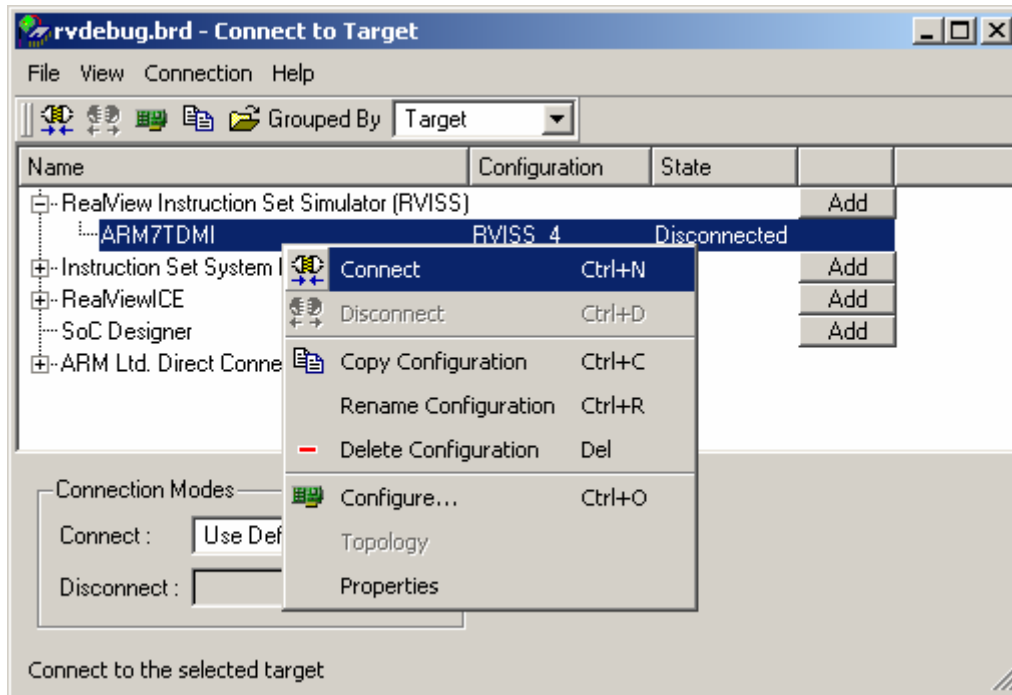 rvdebug.brd - Connect to Target
File View Connection Help
Grouped By Target
Name Configuration State
RealView Instruction Set Simulator (RVISS) Add
ARM7TDMI RVISS_4 Disconnected
Instruction Set System Add
RealViewICE Add
SoC Designer Add
ARM Ltd. Direct Conne
Connect Ctrl+N
Disconnect Ctrl+D
Copy Configuration Ctrl+C
Rename Configuration Ctrl+R
Delete Configuration Del
Configure... Ctrl+O
Topology
Properties
Connection Modes
Connect : Use Def
Disconnect :
Connect to the selected target